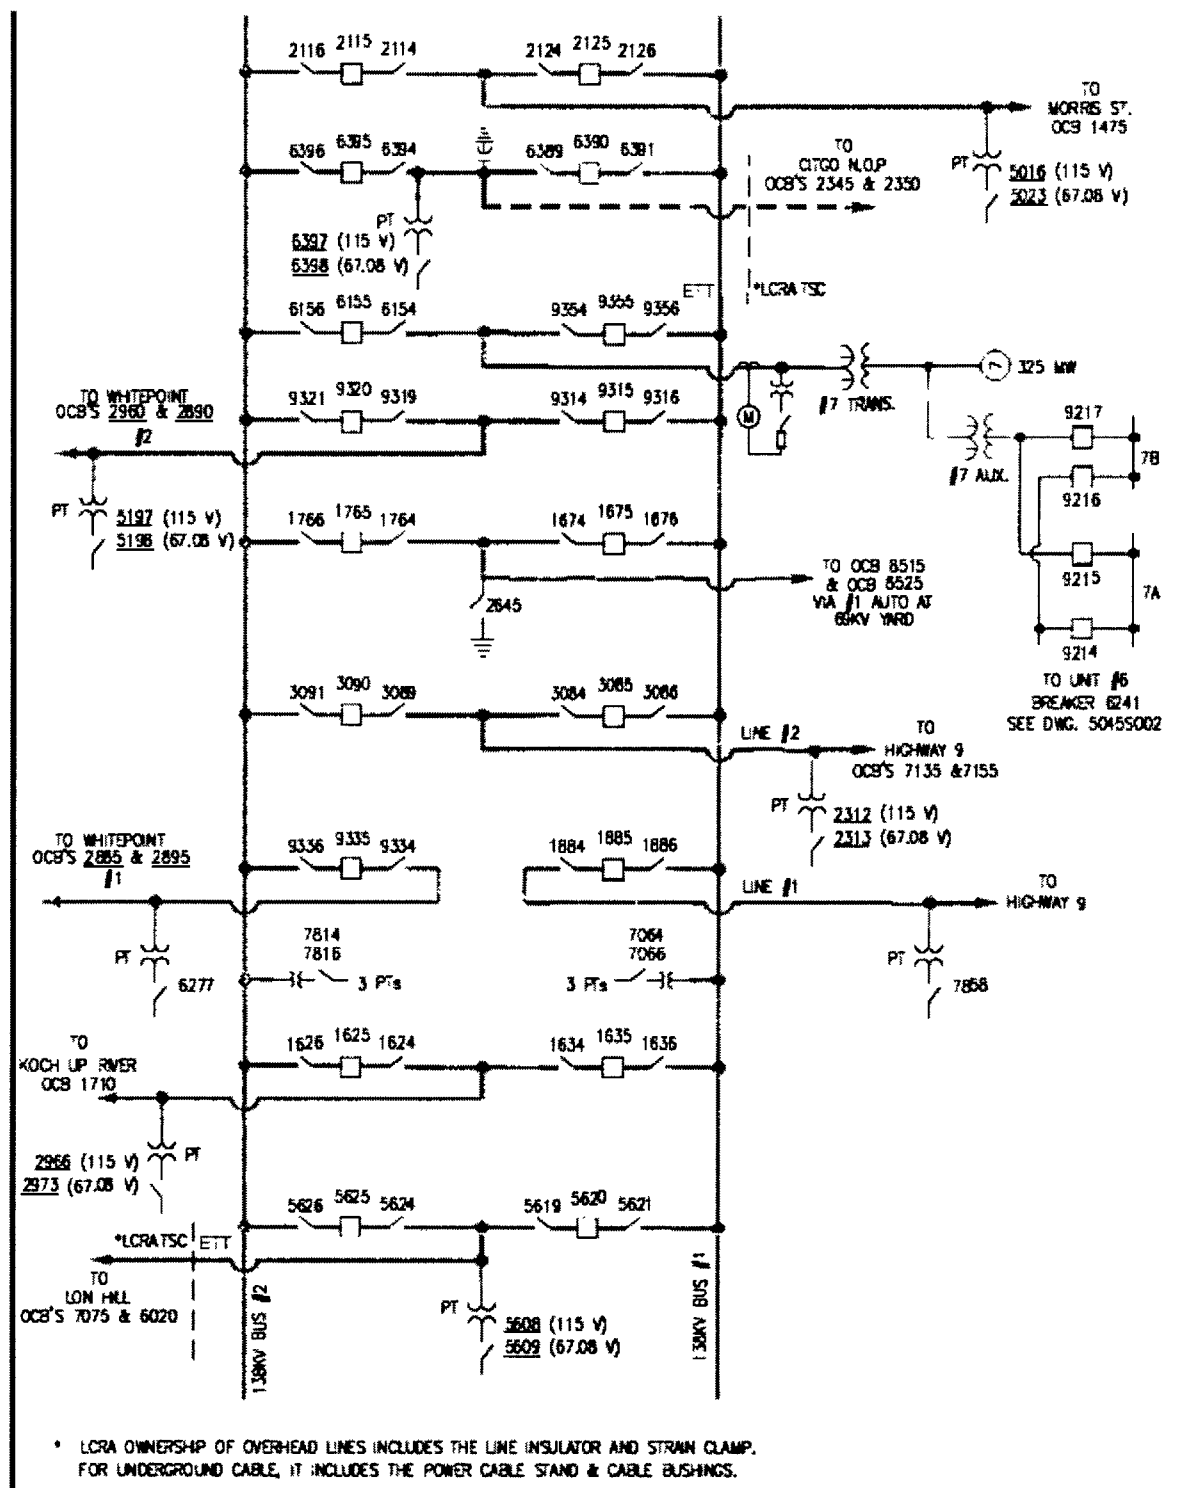 2116 2115 2114
2124 2125 2126
TO
MORRIS ST.
OCB 1475
PT
5016 (115 V)
5023 (67.08 V)
6396 6395 6394
6389 6390 6391
TO
CITGO N.O.P
OCB'S 2345 & 2350
PT
6397 (115 V)
6398 (67.08 V)
ETT
*LCRA TSC
6156 6155 6154
9354 9355 9356
7
325 MW
#7 TRANS.
M
TO WHITEPOINT
OCB'S 2960 & 2890
#2
9321 9320 9319
9314 9315 9316
9217
7B
#7 AUX.
9216
PT
5197 (115 V)
5198 (67.08 V)
1766 1765 1764
1674 1675 1676
9215
7A
TO OCB 8515
& OCB 8525
VIA #1 AUTO AT
69KV YARD
2645
9214
TO UNIT #6
BREAKER 6241
SEE DWG. 5045S002
3091 3090 3089
3084 3085 3086
LINE #2
TO
HIGHWAY 9
OCB'S 7135 &7155
PT
2312 (115 V)
2313 (67.08 V)
TO WHITEPOINT
OCB'S 2885 & 2895
#1
9336 9335 9334
1884 1885 1886
LINE #1
TO
HIGHWAY 9
PT
6277
7814
7816
3 PTs
7064
7066
3 PTs
PT
7868
TO
KOCH UP RIVER
OCB 1710
1626 1625 1624
1634 1635 1636
PT
2966 (115 V)
2973 (67.08 V)
5626 5625 5624
5619 5620 5621
*LCRA TSC
ETT
TO
LON HILL
OCB'S 7075 & 6020
138KV BUS #2
PT
5608 (115 V)
5609 (67.08 V)
138KV BUS #1
* LCRA OWNERSHIP OF OVERHEAD LINES INCLUDES THE LINE INSULATOR AND STRAIN CLAMP.
FOR UNDERGROUND CABLE, IT INCLUDES THE POWER CABLE STAND & CABLE BUSHINGS.